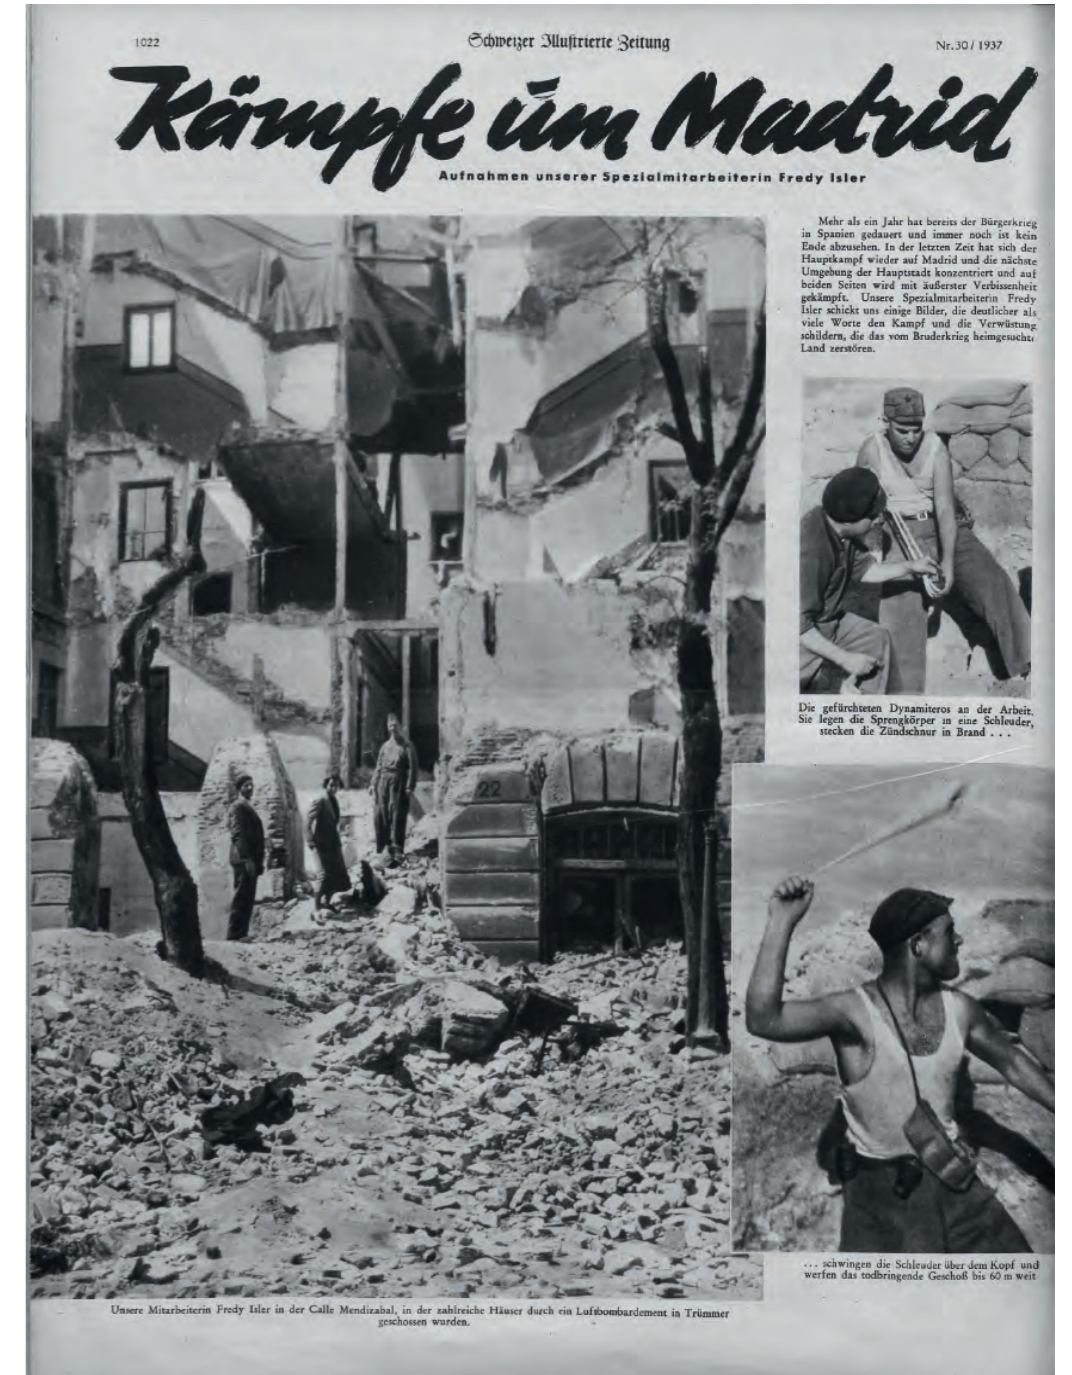 1022
Schweizer Illustrierte Zeitung
Nr. 30 / 1937
Kämpfe um Madrid
Aufnahmen unserer Spezialmitarbeiterin Fredy Isler
Mehr als ein Jahr hat bereits der Bürgerkrieg
in Spanien gedauert und immer noch ist kein
Ende abzusehen. In der letzten Zeit hat sich der
Hauptkampf wieder auf Madrid und die nächste
Umgebung der Hauptstadt konzentriert und auf
beiden Seiten wird mit äußerster Verbissenheit
gekämpft. Unsere Spezialmitarbeiterin Fredy
Isler schickt uns einige Bilder, die deutlicher als
viele Worte den Kampf und die Verwüstung
schildern, die das vom Bruderkrieg heimgesuchte
Land zerstören.
Die gefürchteten Dynamiteros an der Arbeit.
Sie legen die Sprengkörper in eine Schleuder,
stecken die Zündschnur in Brand . . .
22
. . . schwingen die Schleuder über dem Kopf und
werfen das todbringende Geschoß bis 60 m weit
Unsere Mitarbeiterin Fredy Isler in der Calle Mendizabal, in der zahlreiche Häuser durch ein Luftbombardement in Trümmer
geschossen wurden.